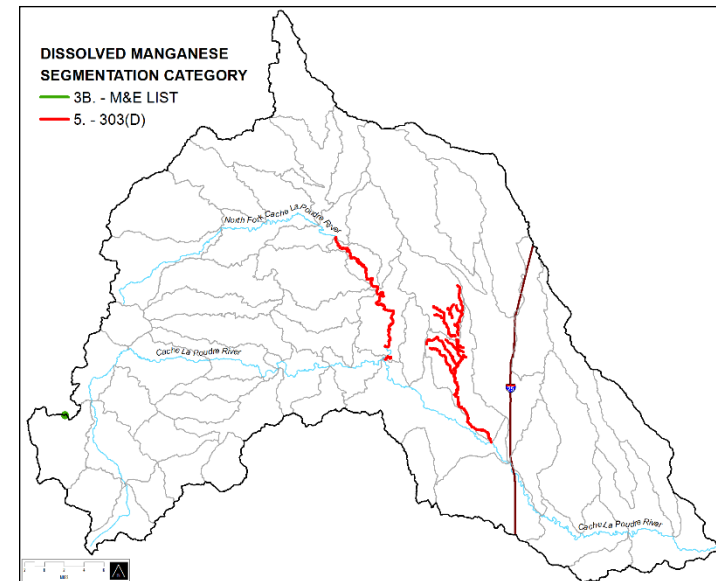 DISSOLVED MANGANESE
SEGMENTATION CATEGORY
3B. - M&E LIST
5. - 303(D)
North Fork Cache La Poudre River
Cache La Poudre River
25
Cache La Poudre River